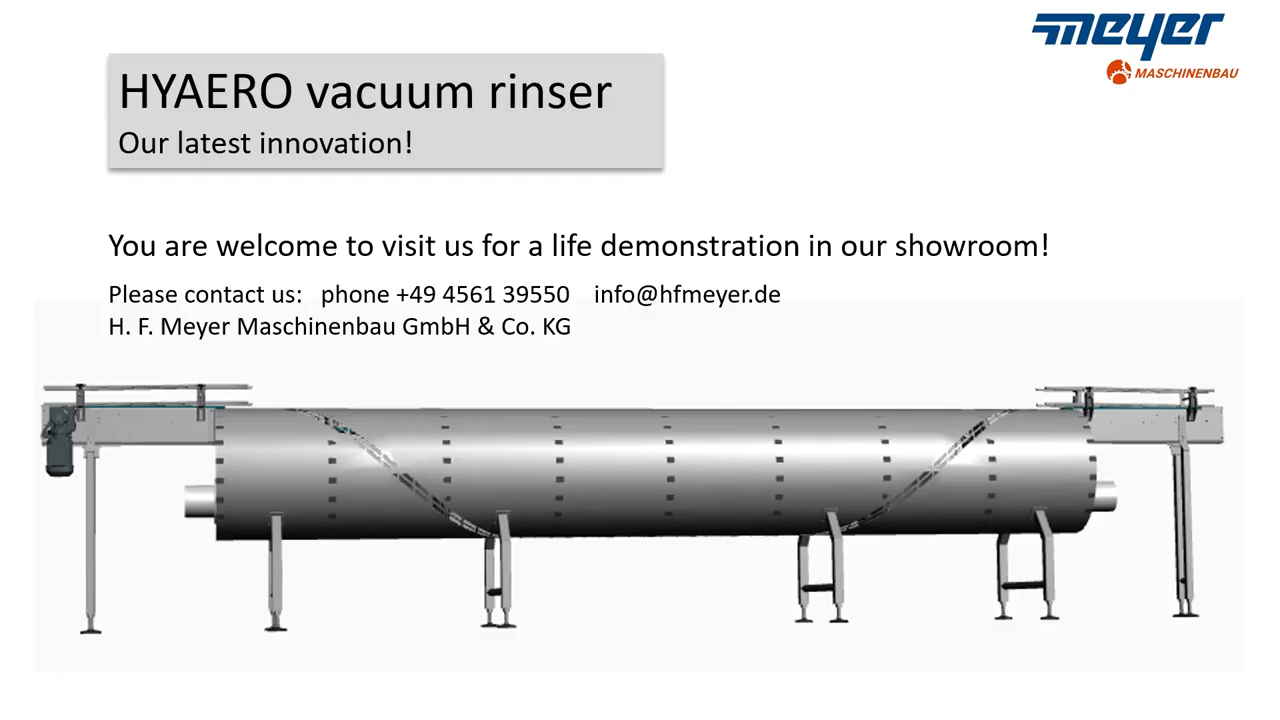 meyer
MASCHINENBAU
HYAERO vacuum rinser
Our latest innovation!
You are welcome to visit us for a life demonstration in our showroom!
Please contact us: phone +49 4561 39550 info@hfmeyer.de
H. F. Meyer Maschinenbau GmbH & Co. KG